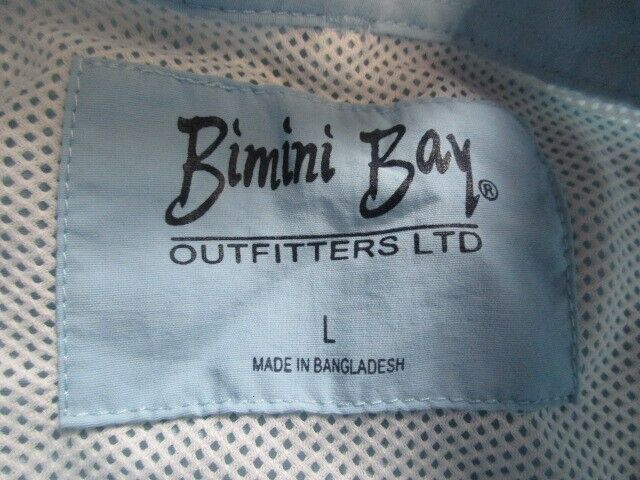 Bimini Bay®
OUTFITTERS LTD
L
MADE IN BANGLADESH